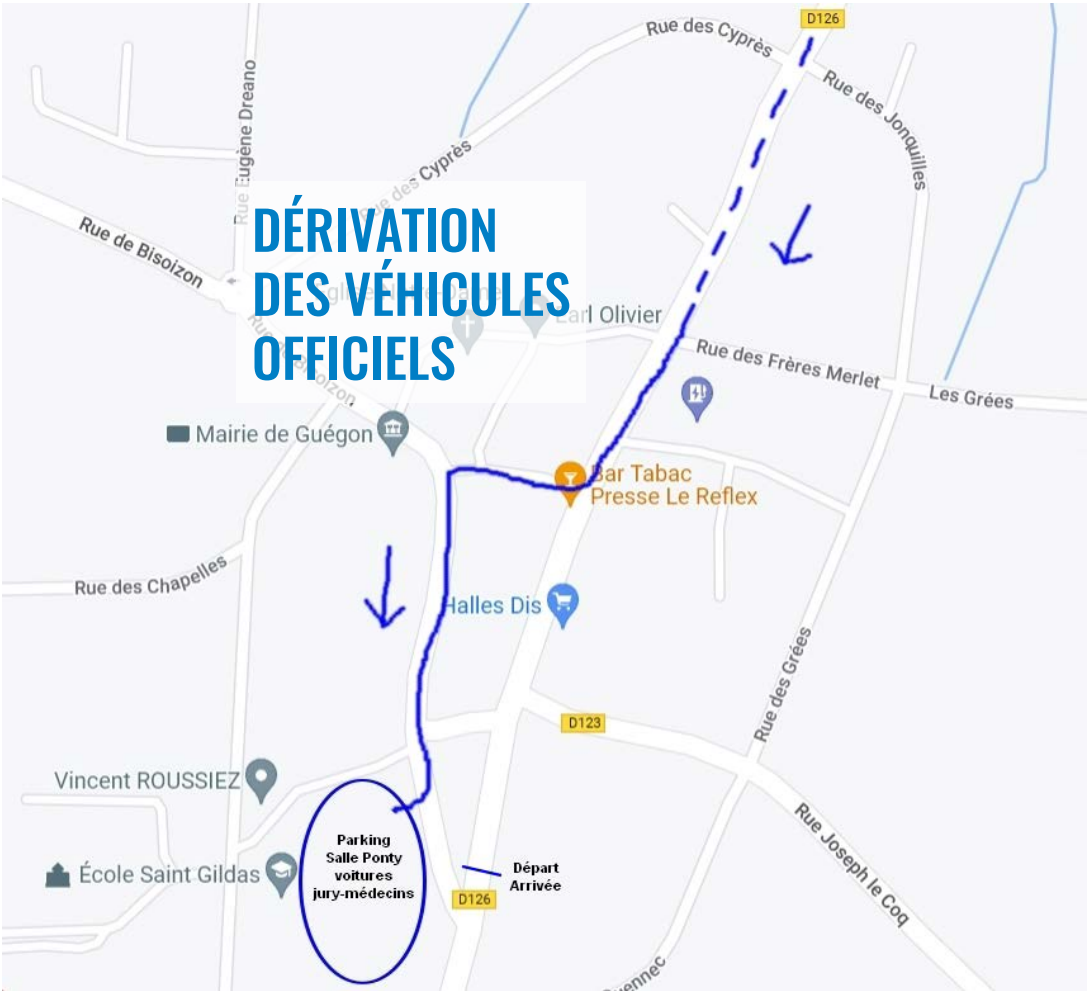 D126
Rue des Cyprès
Rue des Jonquilles
Rue Eugène Dreano
Rue des Cyprès
Rue de Bisoizon
DÉRIVATION
DES VÉHICULES
OFFICIELS
Earl Olivier
Rue des Frères Merlet
Les Grées
Mairie de Guégon
Bar Tabac
Presse Le Reflex
Rue des Chapelles
Halles Dis
Rue des Grées
D123
Vincent ROUSSIEZ
Rue Joseph le Coq
Parking
Salle Ponty
voitures
jury-médecins
École Saint Gildas
Départ
Arrivée
D126